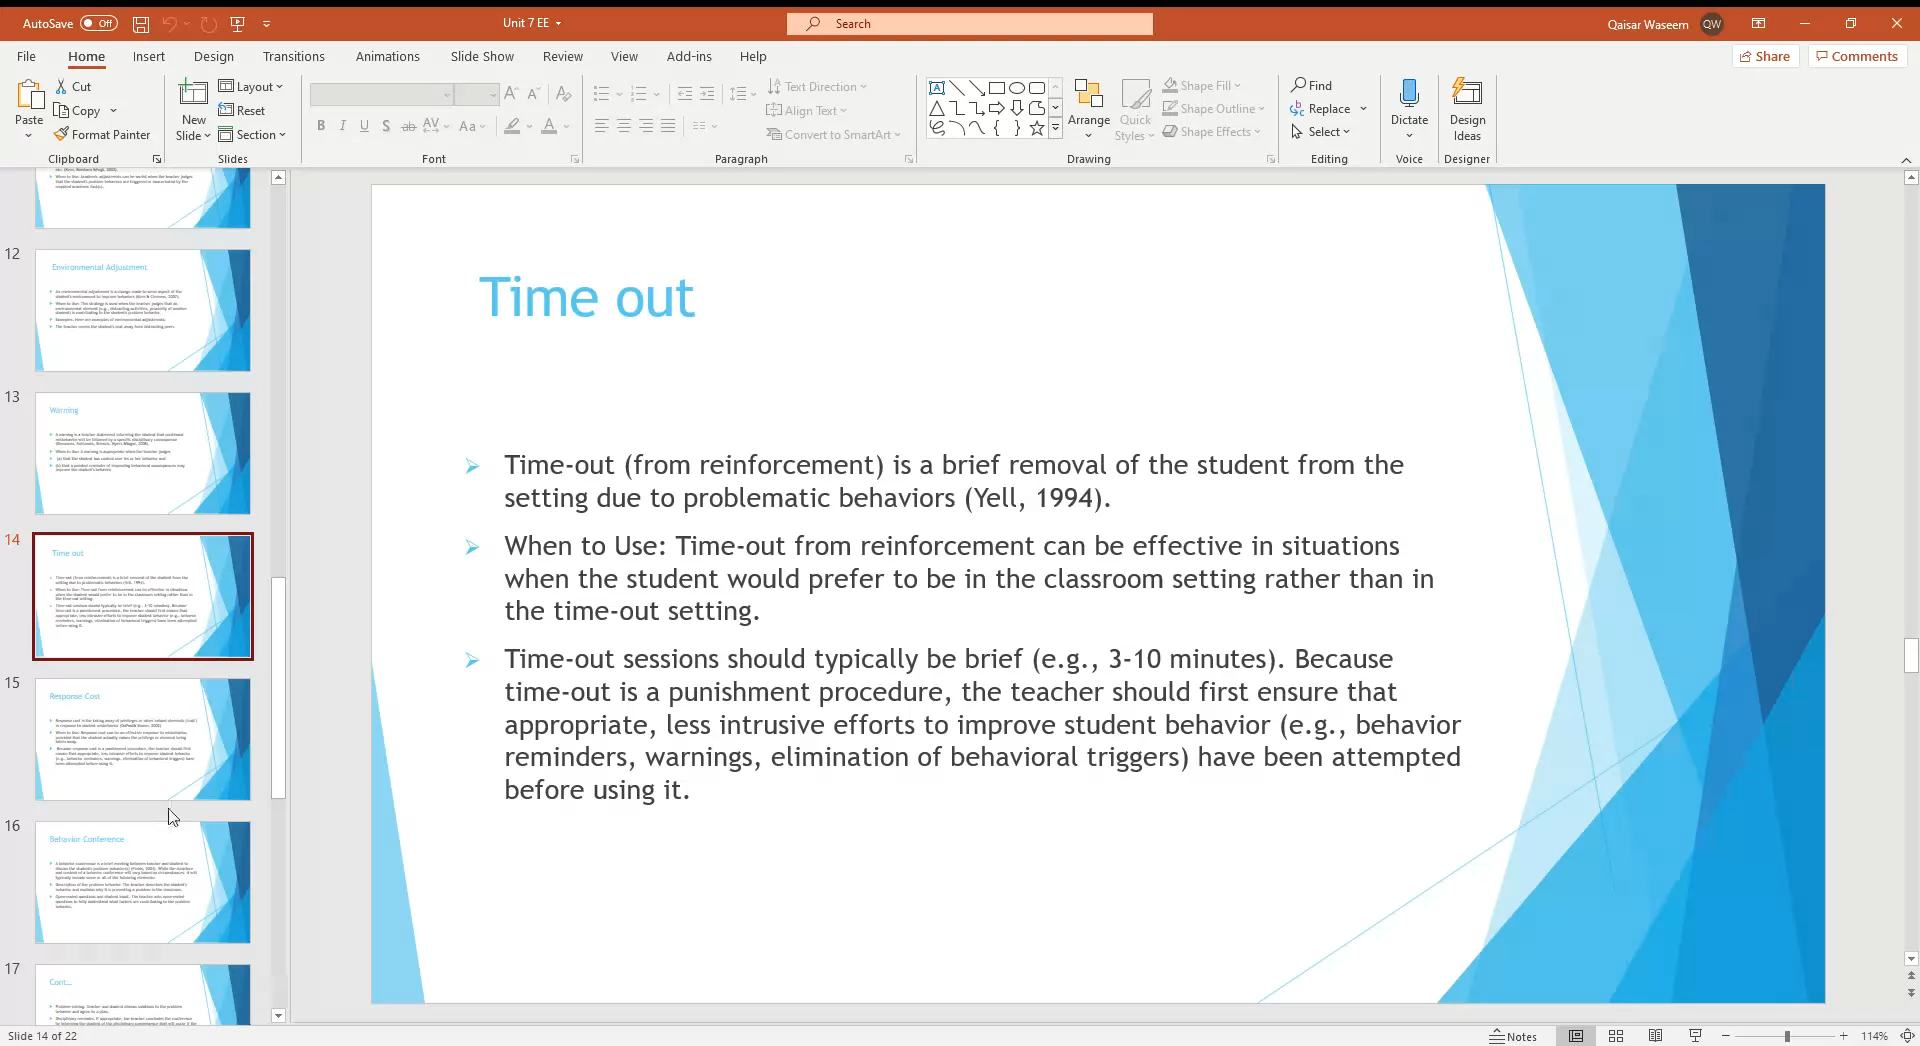 AutoSave Off
Unit 7 EE
Search
Qaisar Waseem QW
File Home Insert Design Transitions Animations Slide Show Review View Add-ins Help
Share Comments
Paste
Cut
Copy
Format Painter
Clipboard
New
Slide
Layout
Reset
Section
Slides
B I U S ab AV Aa A
Font
Text Direction
Align Text
Convert to SmartArt
Paragraph
Arrange
Quick
Styles
Shape Fill
Shape Outline
Shape Effects
Drawing
Find
Replace
Select
Editing
Dictate
Voice
Design
Ideas
Designer
12
Environmental Adjustment
13
Warning
14
Time out
15
Response Cost
16
Behavior Conference
17
Cont...
Time out
Time-out (from reinforcement) is a brief removal of the student from the
setting due to problematic behaviors (Yell, 1994).
When to Use: Time-out from reinforcement can be effective in situations
when the student would prefer to be in the classroom setting rather than in
the time-out setting.
Time-out sessions should typically be brief (e.g., 3-10 minutes). Because
time-out is a punishment procedure, the teacher should first ensure that
appropriate, less intrusive efforts to improve student behavior (e.g., behavior
reminders, warnings, elimination of behavioral triggers) have been attempted
before using it.
Slide 14 of 22
Notes
114%